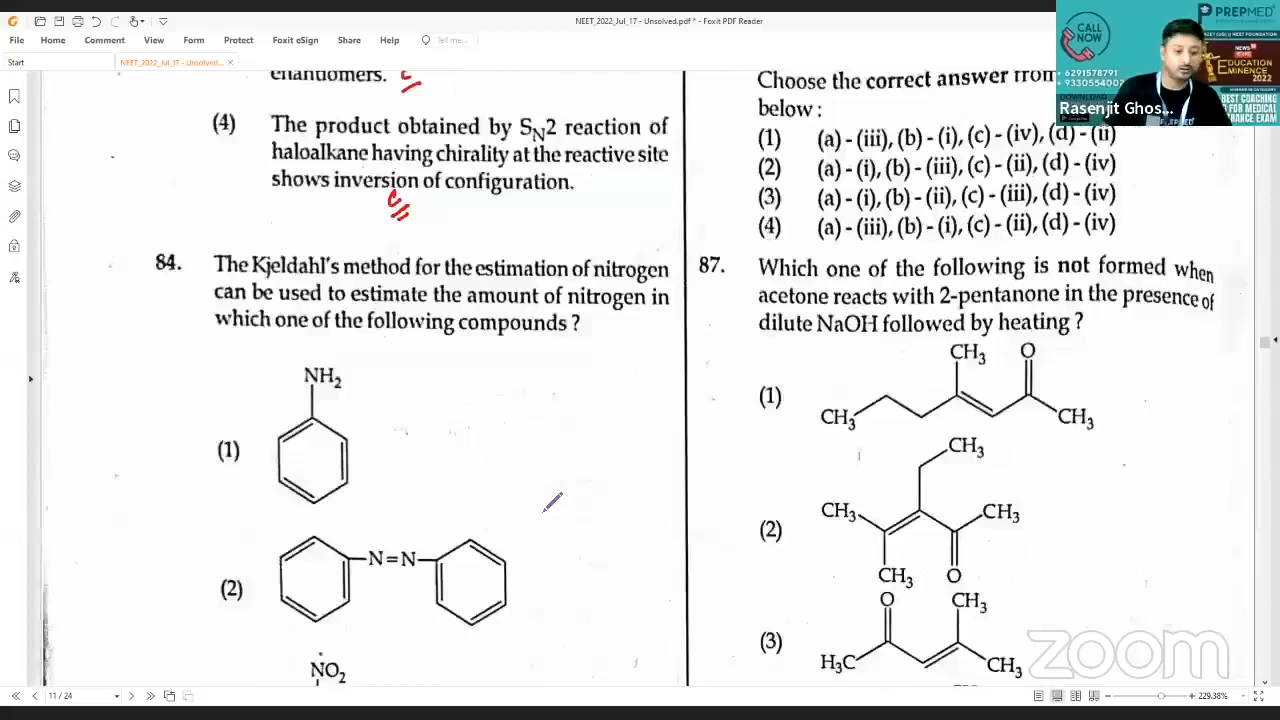 NEET_2022_Jul_17 - Unsolved.pdf * - Foxit PDF Reader
File Home Comment View Form Protect Foxit eSign Share Help Tell me...
Start NEET_2022_Jul_17 - Unsolved... ×
PREPMED
CALL NOW
+ 6291578791
+ 9330554002
NEWS
EDUCATION EMINENCE 2022
BEST COACHING
FOR MEDICAL
Rasenjit Ghos...
enantiomers.
(4) The product obtained by SN2 reaction of
haloalkane having chirality at the reactive site
shows inversion of configuration.
84. The Kjeldahl's method for the estimation of nitrogen
can be used to estimate the amount of nitrogen in
which one of the following compounds ?
NH2
(1)
(2) N=N
NO2
Choose the correct answer from
below :
(1) (a) - (iii), (b) - (i), (c) - (iv), (d) - (ii)
(2) (a) - (i), (b) - (iii), (c) - (ii), (d) - (iv)
(3) (a) - (i), (b) - (ii), (c) - (iii), (d) - (iv)
(4) (a) - (iii), (b) - (i), (c) - (ii), (d) - (iv)
87. Which one of the following is not formed when
acetone reacts with 2-pentanone in the presence of
dilute NaOH followed by heating ?
CH3 O
(1) CH3 CH3
CH3
(2) CH3 CH3
CH3 O
O CH3
(3) H3C CH3
zoom
11 / 24 229.38%